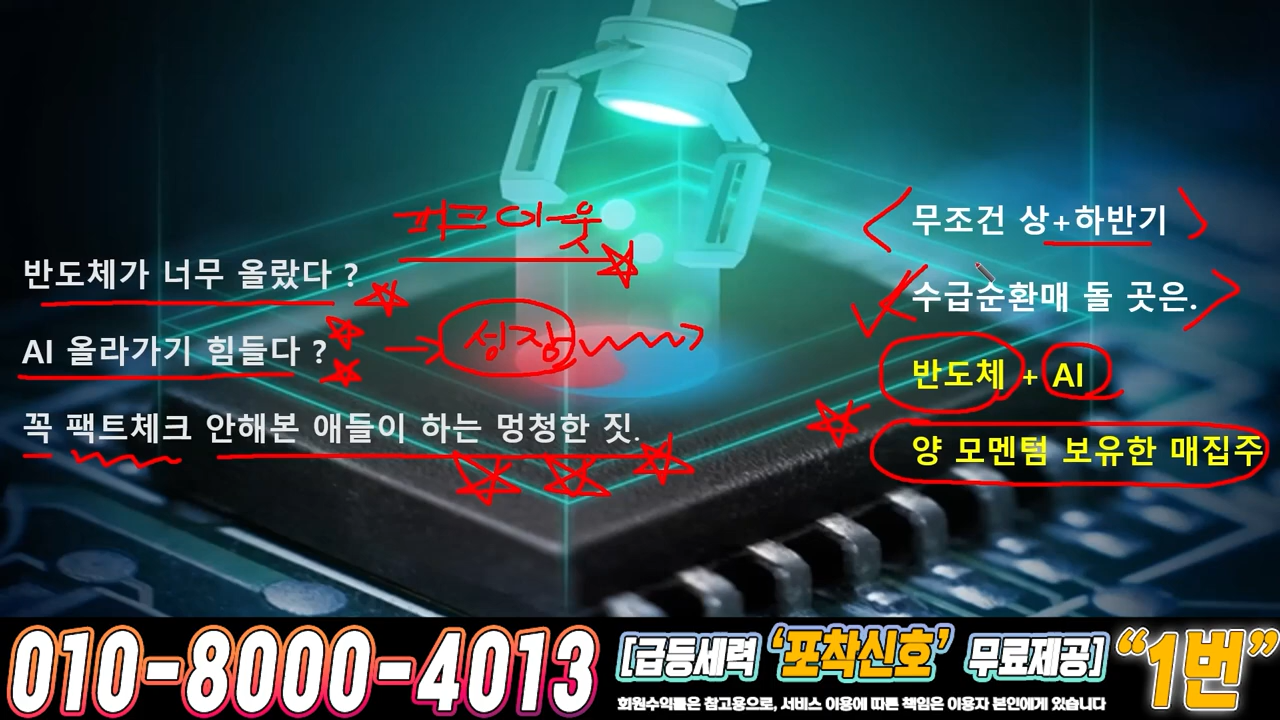 피크아웃
반도체가 너무 올랐다 ?
AI 올라가기 힘들다 ?
성장
꼭 팩트체크 안해본 애들이 하는 멍청한 짓.
무조건 상+하반기
수급순환매 돌 곳은.
반도체 + AI
양 모멘텀 보유한 매집주
010-8000-4013
[급등세력 '포착신호' 무료제공] "1번"
회원수익률은 참고용으로, 서비스 이용에 따른 책임은 이용자 본인에게 있습니다